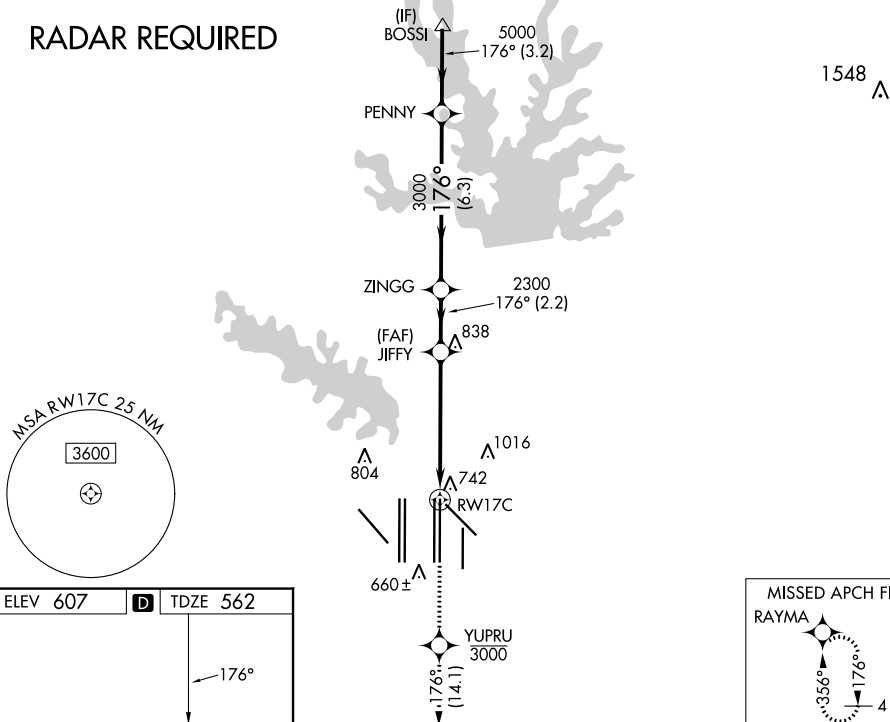 RADAR REQUIRED
(IF)
BOSSI
5000
176° (3.2)
1548
PENNY
3000
176°
(6.3)
ZINGG
2300
176° (2.2)
(FAF)
JIFFY
838
MSA RW17C 25 NM
3600
804
1016
742
RW17C
660±
ELEV 607
D
TDZE 562
176°
YUPRU
3000
176°
(14.1)
MISSED APCH FI
RAYMA
356°
176°
4